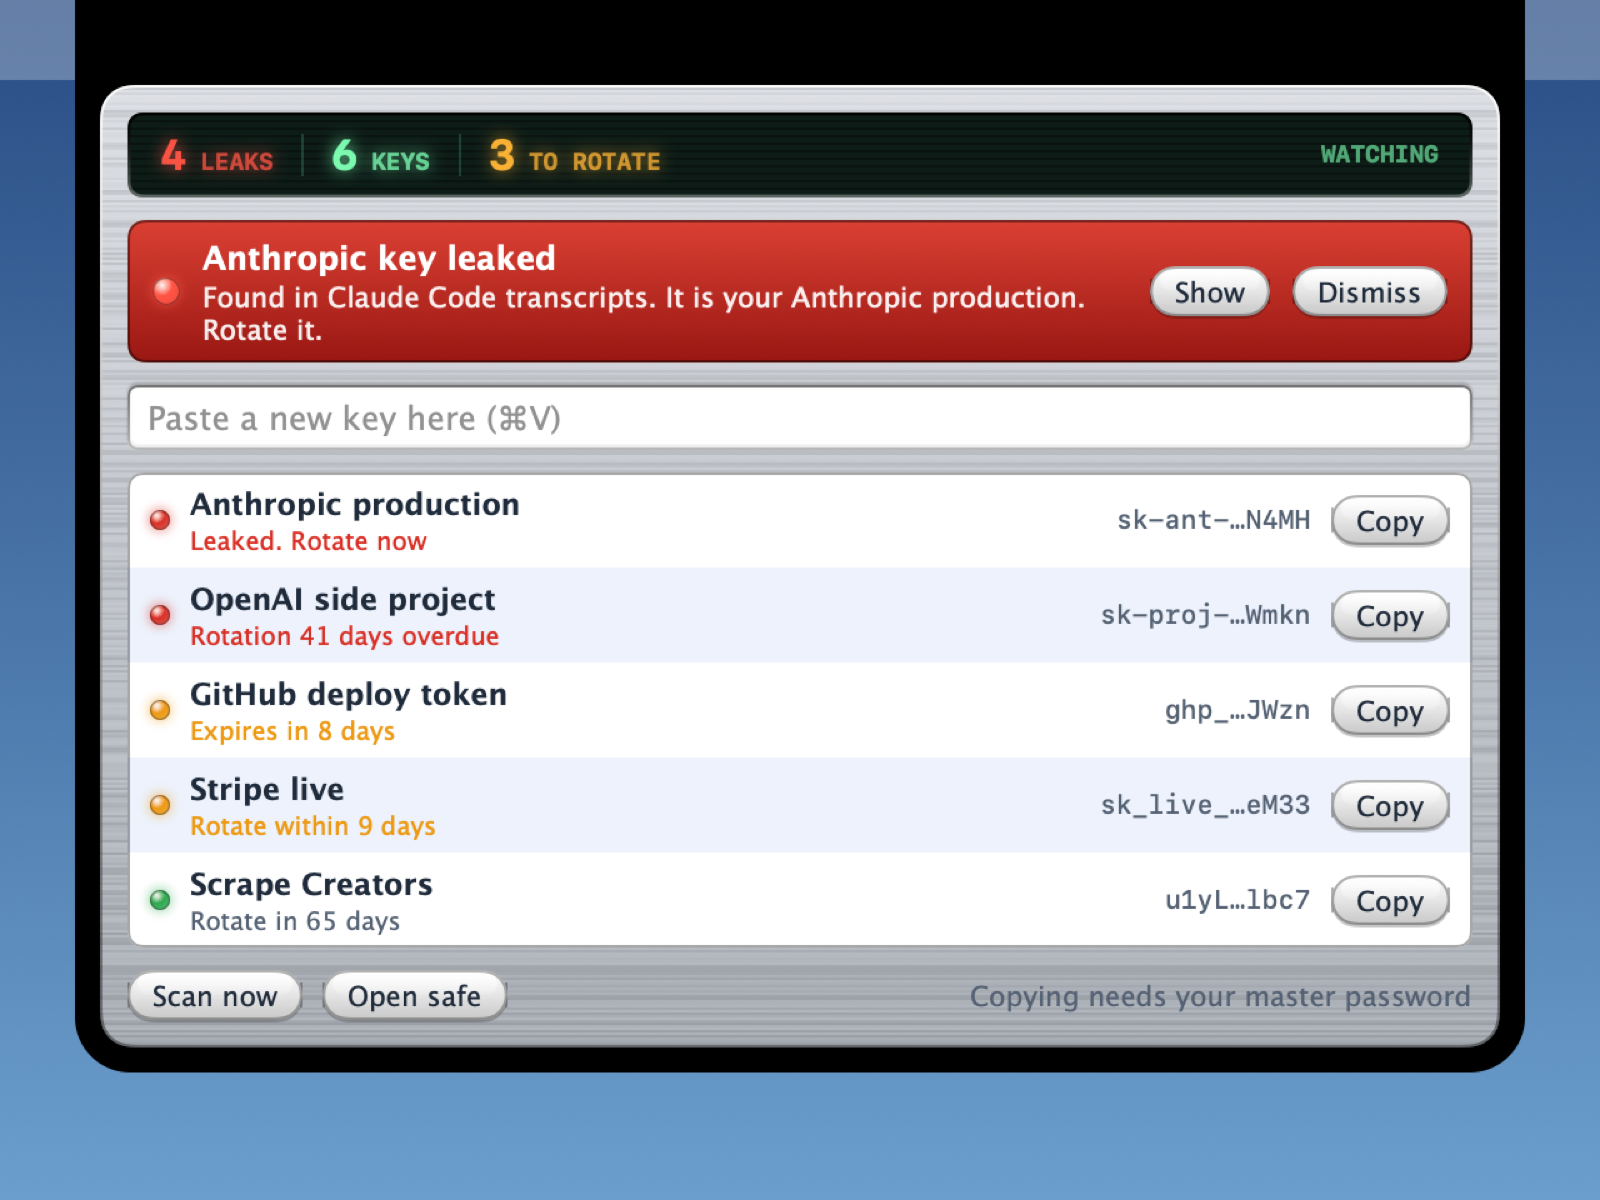 4 LEAKS 6 KEYS 3 TO ROTATE WATCHING
Anthropic key leaked
Found in Claude Code transcripts. It is your Anthropic production.
Rotate it.
Show Dismiss
Paste a new key here (⌘V)
Anthropic production
Leaked. Rotate now
sk-ant-…N4MH Copy
OpenAI side project
Rotation 41 days overdue
sk-proj-…Wmkn Copy
GitHub deploy token
Expires in 8 days
ghp_…JWzn Copy
Stripe live
Rotate within 9 days
sk_live_…eM33 Copy
Scrape Creators
Rotate in 65 days
u1yL…lbc7 Copy
Scan now Open safe Copying needs your master password